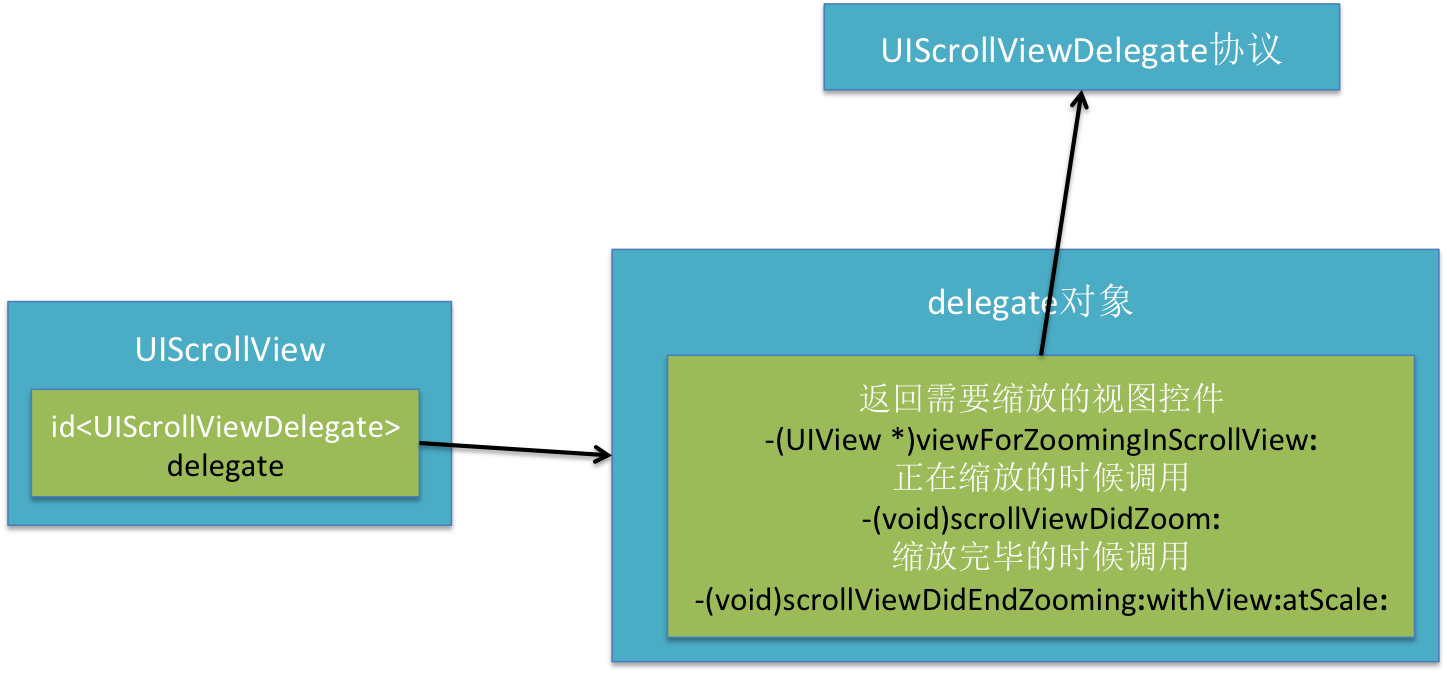 UIScrollViewDelegate协议
delegate对象
UIScrollView
id<UIScrollViewDelegate>
delegate
返回需要缩放的视图控件
-(UIView *)viewForZoomingInScrollView:
正在缩放的时候调用
-(void)scrollViewDidZoom:
缩放完毕的时候调用
-(void)scrollViewDidEndZooming:withView:atScale: